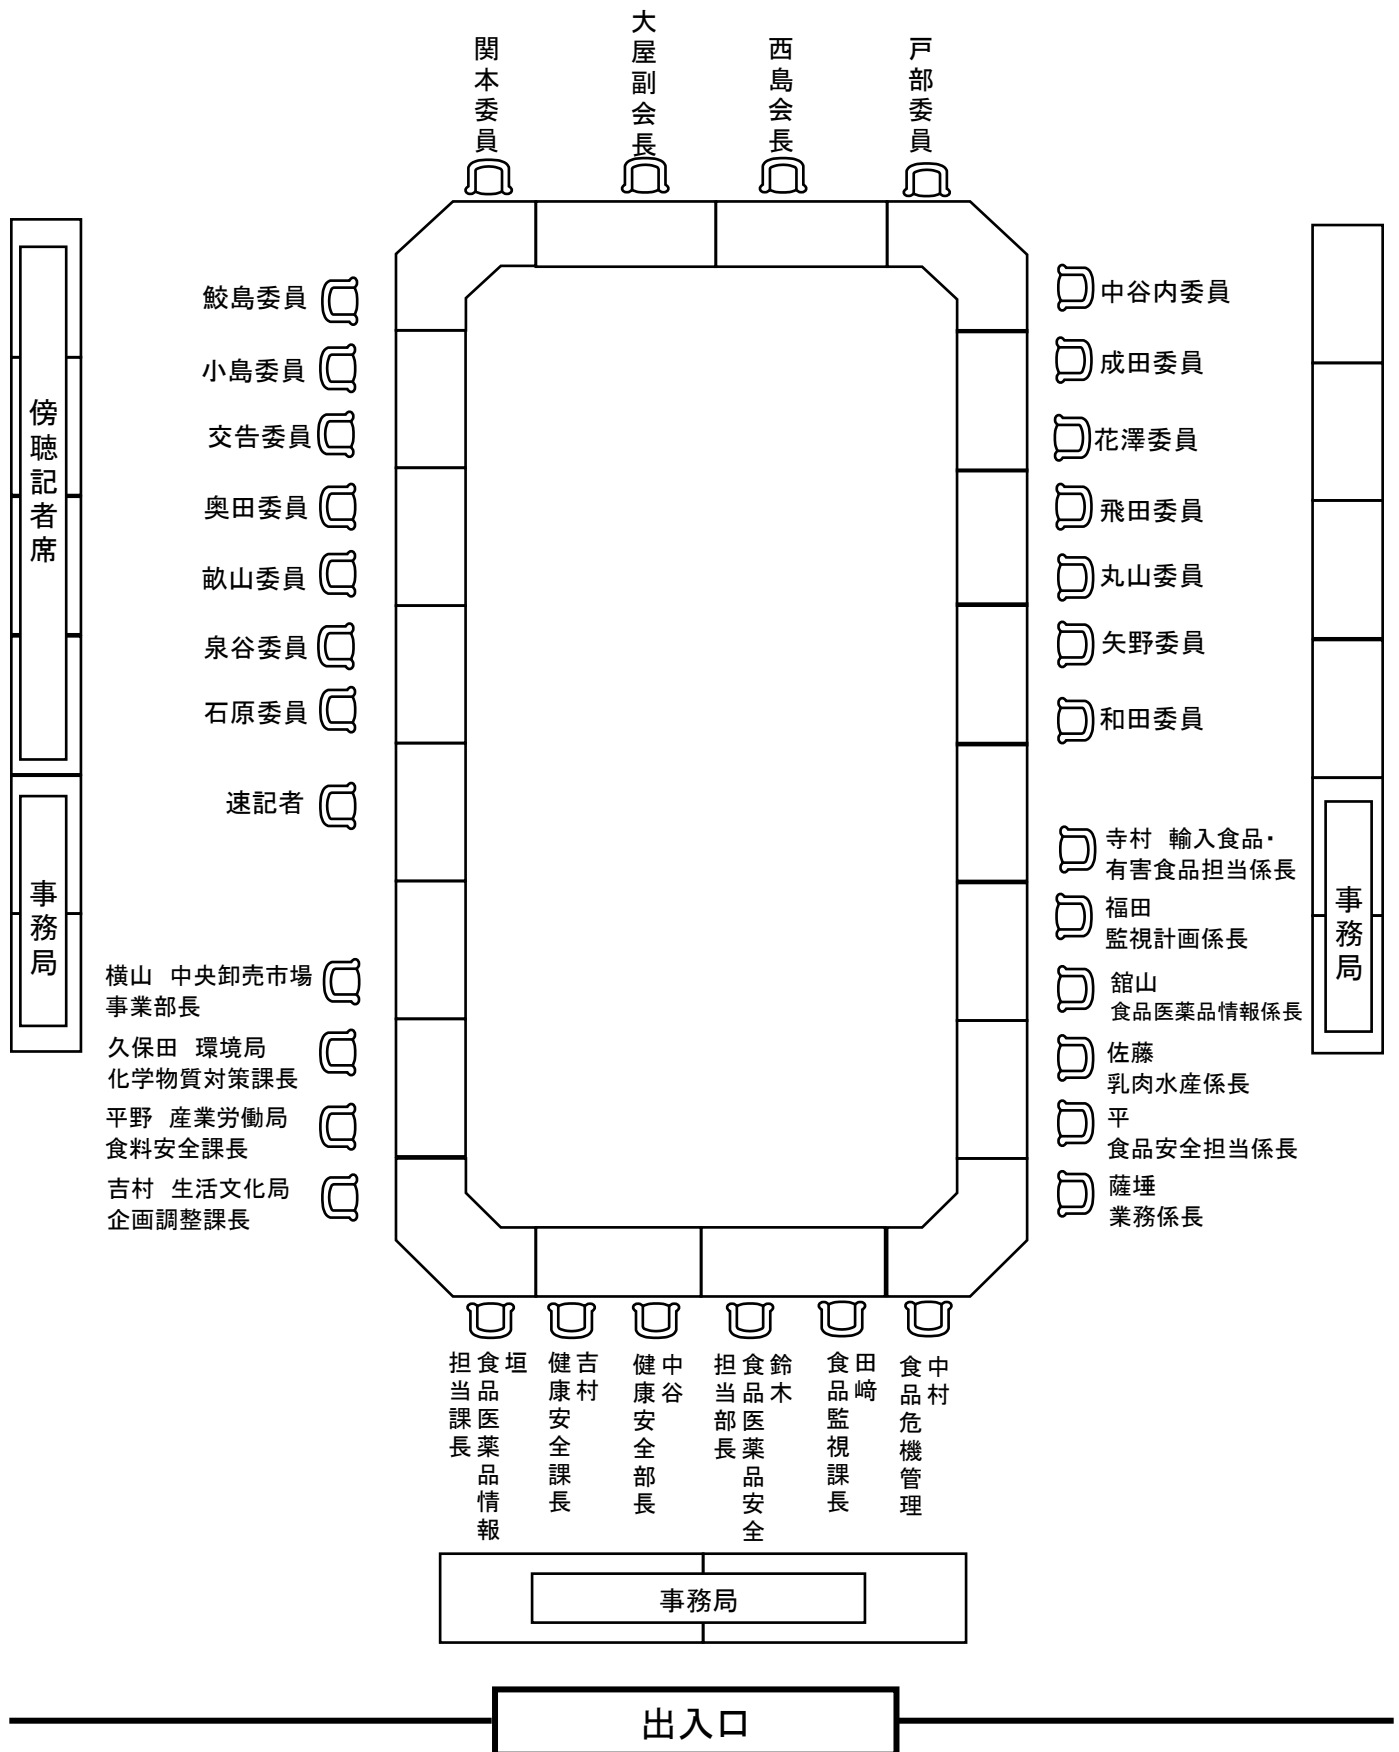 関本委員
大屋副会長
西島会長
戸部委員
鮫島委員
小島委員
交告委員
奥田委員
畝山委員
泉谷委員
石原委員
速記者
横山 中央卸売市場
事業部長
久保田 環境局
化学物質対策課長
平野 産業労働局
食料安全課長
吉村 生活文化局
企画調整課長
中谷内委員
成田委員
花澤委員
飛田委員
丸山委員
矢野委員
和田委員
寺村 輸入食品・
有害食品担当係長
福田
監視計画係長
舘山
食品医薬品情報係長
佐藤
乳肉水産係長
平
食品安全担当係長
薩埵
業務係長
傍聴記者席
事務局
事務局
垣
食品医薬品情報
担当課長
吉村
健康安全課長
中谷
健康安全部長
鈴木
食品医薬品安全
担当部長
田﨑
食品監視課長
中村
食品危機管理
事務局
出入口